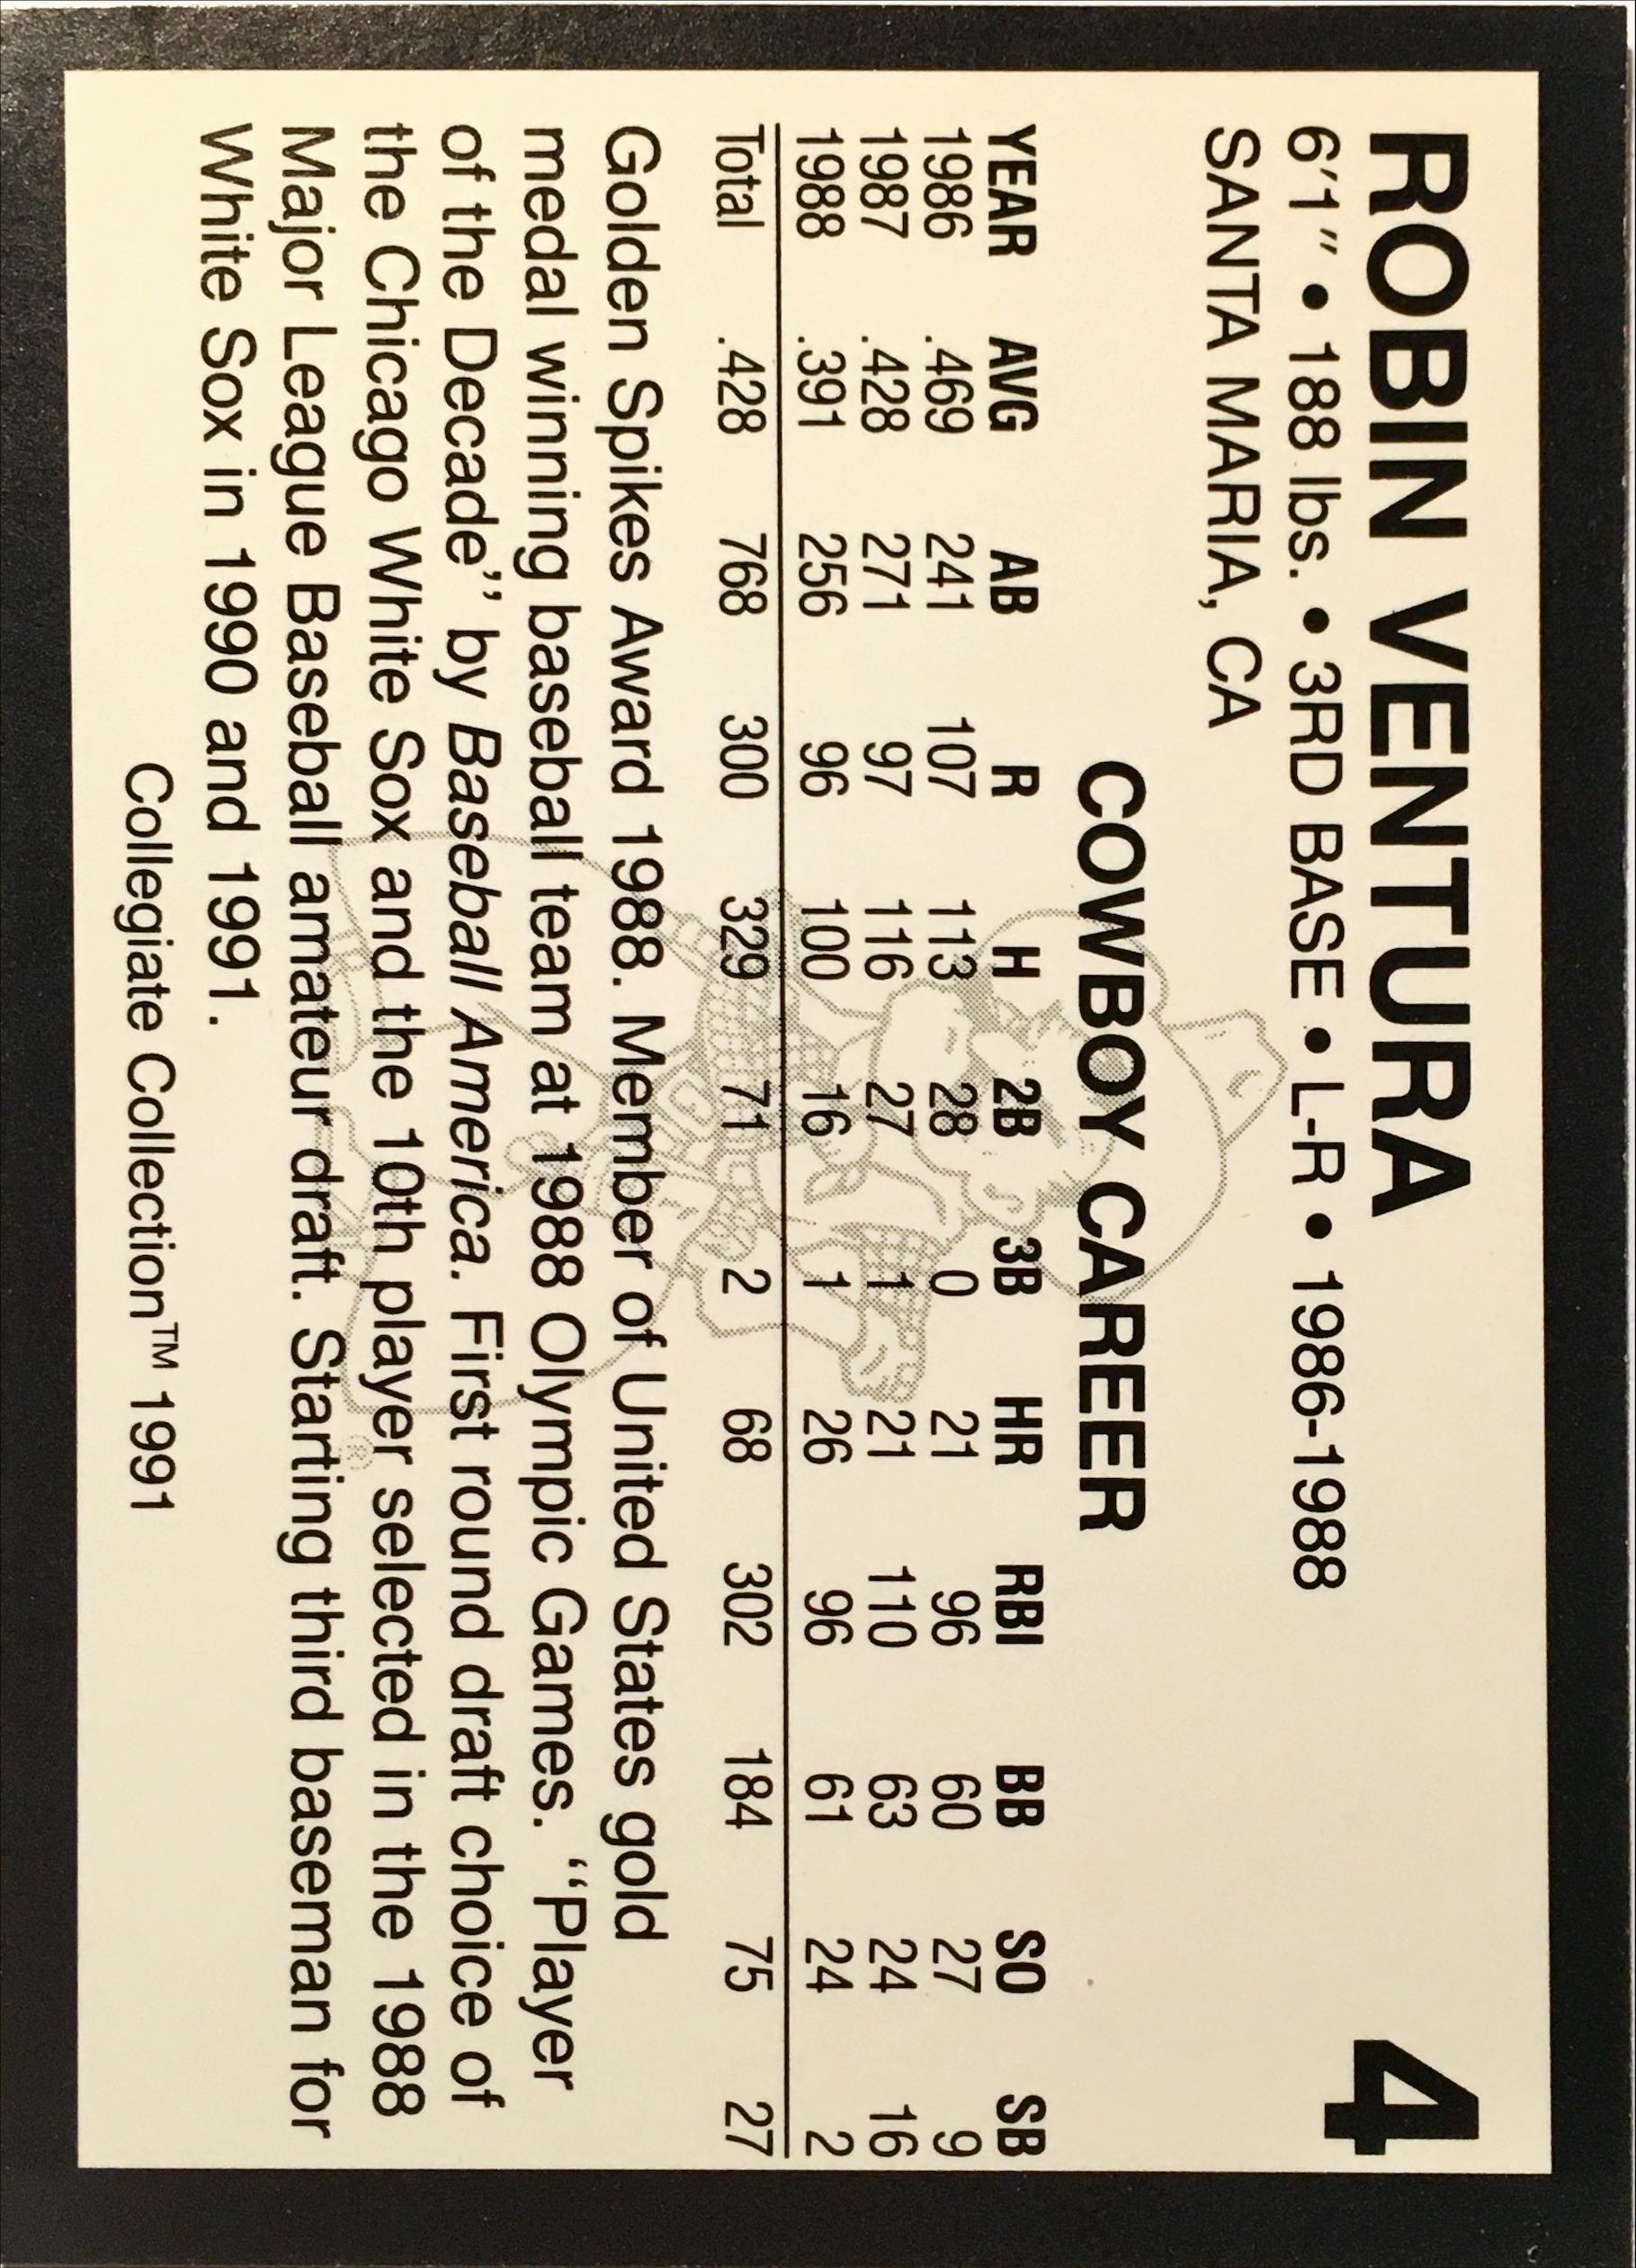 ROBIN VENTURA 4
6'1" • 188 lbs. • 3RD BASE • L-R • 1986-1988
SANTA MARIA, CA
COWBOY CAREER
YEAR AVG AB R H 2B 3B HR RBI BB SO SB
1986 .469 241 107 113 28 0 21 96 60 27 9
1987 .428 271 97 116 27 1 21 110 63 24 16
1988 .391 256 96 100 16 1 26 96 61 24 2
Total .428 768 300 329 71 2 68 302 184 75 27
Golden Spikes Award 1988. Member of United States gold
medal winning baseball team at 1988 Olympic Games. “Player
of the Decade” by Baseball America. First round draft choice of
the Chicago White Sox and the 10th player selected in the 1988
Major League Baseball amateur draft. Starting third baseman for
White Sox in 1990 and 1991.
Collegiate Collection™ 1991
®